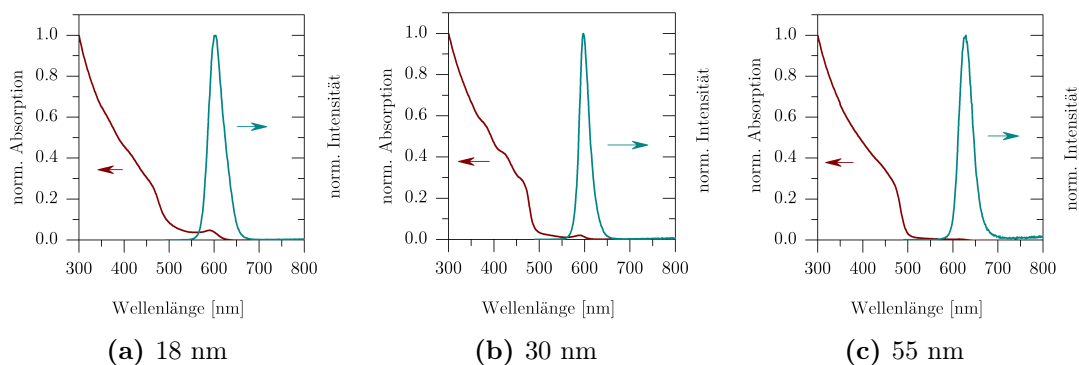 norm. Absorption
1.0
0.8
0.6
0.4
0.2
0.0
300 400 500 600 700 800
Wellenlänge [nm]
norm. Intensität
(a) 18 nm
norm. Absorption
1.0
0.8
0.6
0.4
0.2
0.0
300 400 500 600 700 800
Wellenlänge [nm]
norm. Intensität
(b) 30 nm
norm. Absorption
1.0
0.8
0.6
0.4
0.2
0.0
300 400 500 600 700 800
Wellenlänge [nm]
norm. Intensität
(c) 55 nm